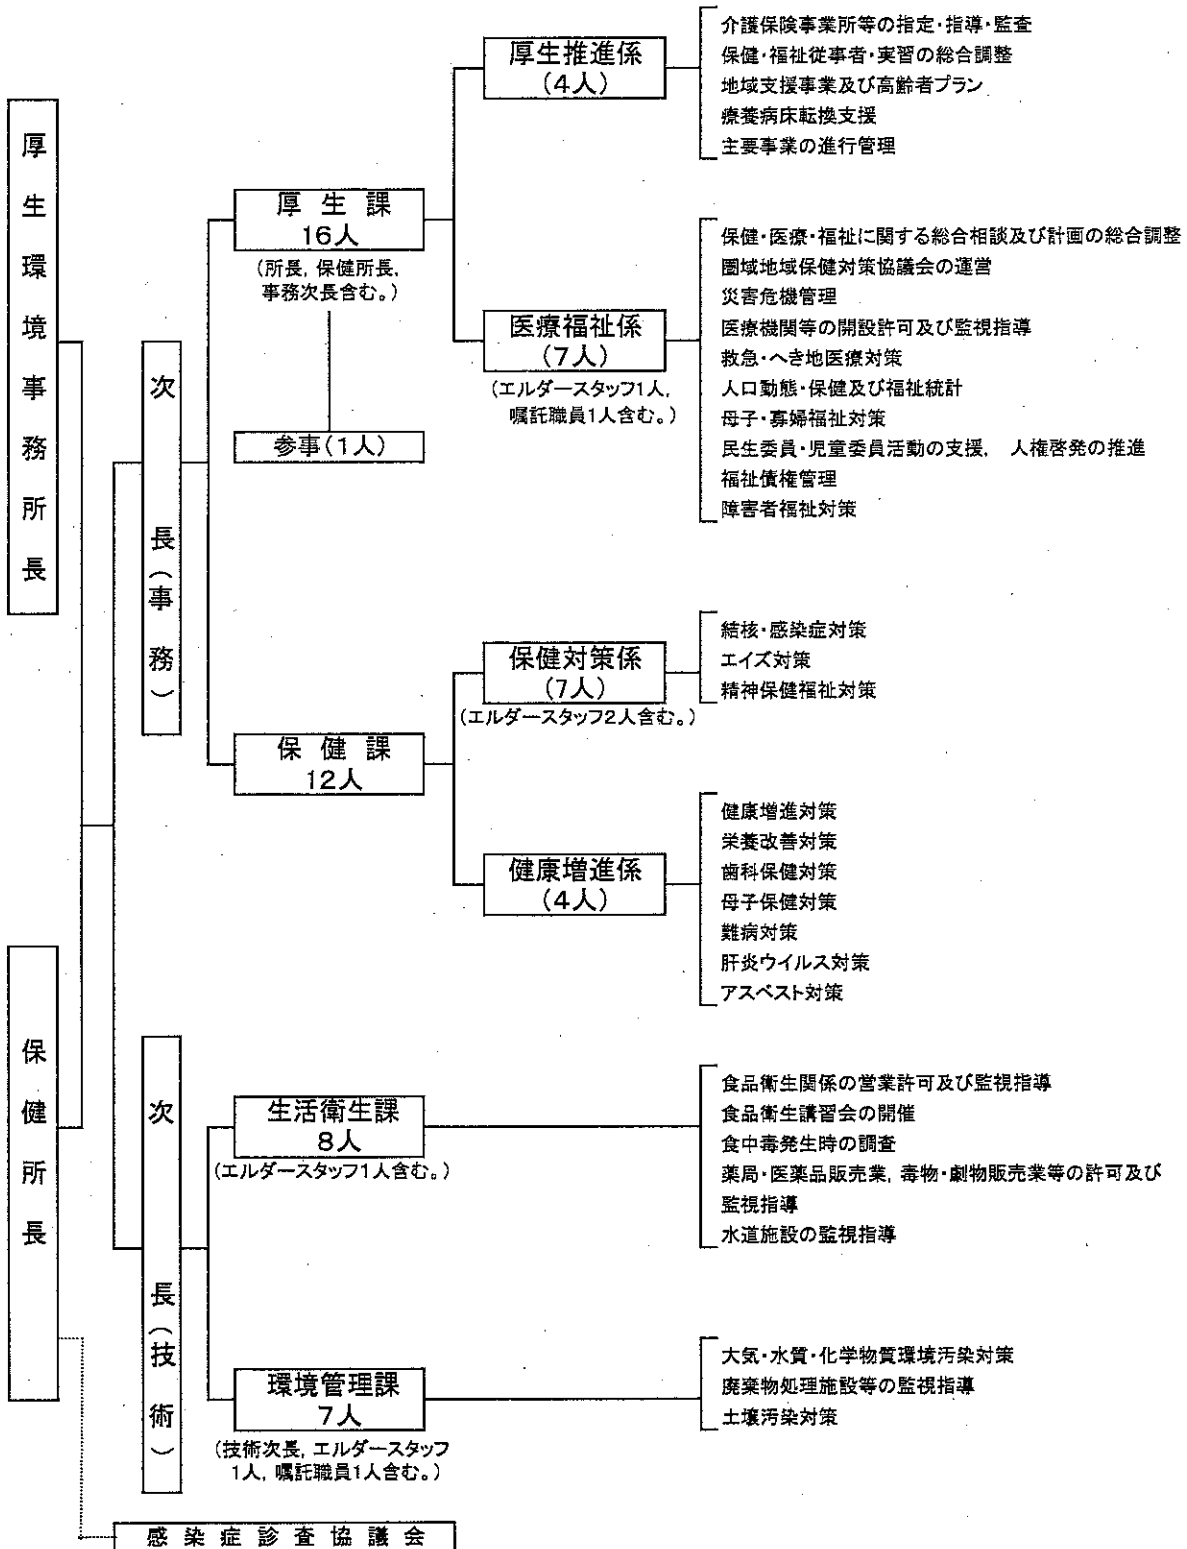 厚生環境事務所長
保健所長
次長(事務)
次長(技術)
厚生課
16人
(所長,保健所長,
事務次長含む。)
参事(1人)
厚生推進係
(4人)
介護保険事業所等の指定・指導・監査
保健・福祉従事者・実習の総合調整
地域支援事業及び高齢者プラン
療養病床転換支援
主要事業の進行管理
医療福祉係
(7人)
(エルダースタッフ1人,
嘱託職員1人含む。)
保健・医療・福祉に関する総合相談及び計画の総合調整
圏域地域保健対策協議会の運営
災害危機管理
医療機関等の開設許可及び監視指導
救急・へき地医療対策
人口動態・保健及び福祉統計
母子・寡婦福祉対策
民生委員・児童委員活動の支援, 人権啓発の推進
福祉債権管理
障害者福祉対策
保健課
12人
保健対策係
(7人)
(エルダースタッフ2人含む。)
結核・感染症対策
エイズ対策
精神保健福祉対策
健康増進係
(4人)
健康増進対策
栄養改善対策
歯科保健対策
母子保健対策
難病対策
肝炎ウイルス対策
アスベスト対策
生活衛生課
8人
(エルダースタッフ1人含む。)
食品衛生関係の営業許可及び監視指導
食品衛生講習会の開催
食中毒発生時の調査
薬局・医薬品販売業, 毒物・劇物販売業等の許可及び
監視指導
水道施設の監視指導
環境管理課
7人
(技術次長, エルダースタッフ
1人, 嘱託職員1人含む。)
大気・水質・化学物質環境汚染対策
廃棄物処理施設等の監視指導
土壌汚染対策
感染症診査協議会